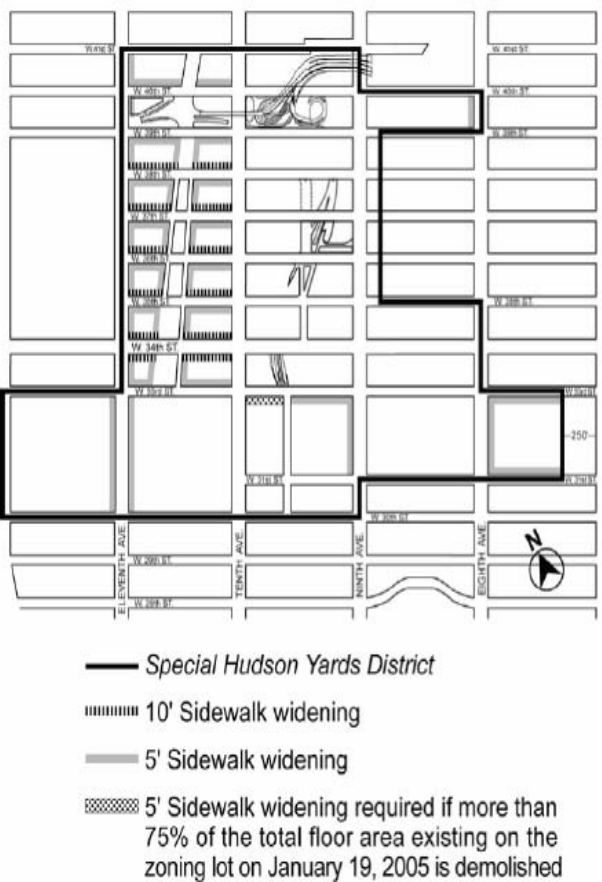 W. 41st ST.
W. 41st ST.
W. 40th ST.
W. 40th ST.
W. 39th ST.
W. 39th ST.
W. 38th ST.
W. 37th ST.
W. 36th ST.
W. 35th ST.
W. 35th ST.
W. 34th ST.
W. 33rd ST.
W. 33rd ST.
250'
W. 31st ST.
W. 31st ST.
W. 30th ST
N
ELEVENTH AVE.
TENTH AVE.
NINTH AVE.
EIGHTH AVE.
W. 29th ST.
W. 28th ST.
Special Hudson Yards District
10' Sidewalk widening
5' Sidewalk widening
5' Sidewalk widening required if more than
75% of the total floor area existing on the
zoning lot on January 19, 2005 is demolished